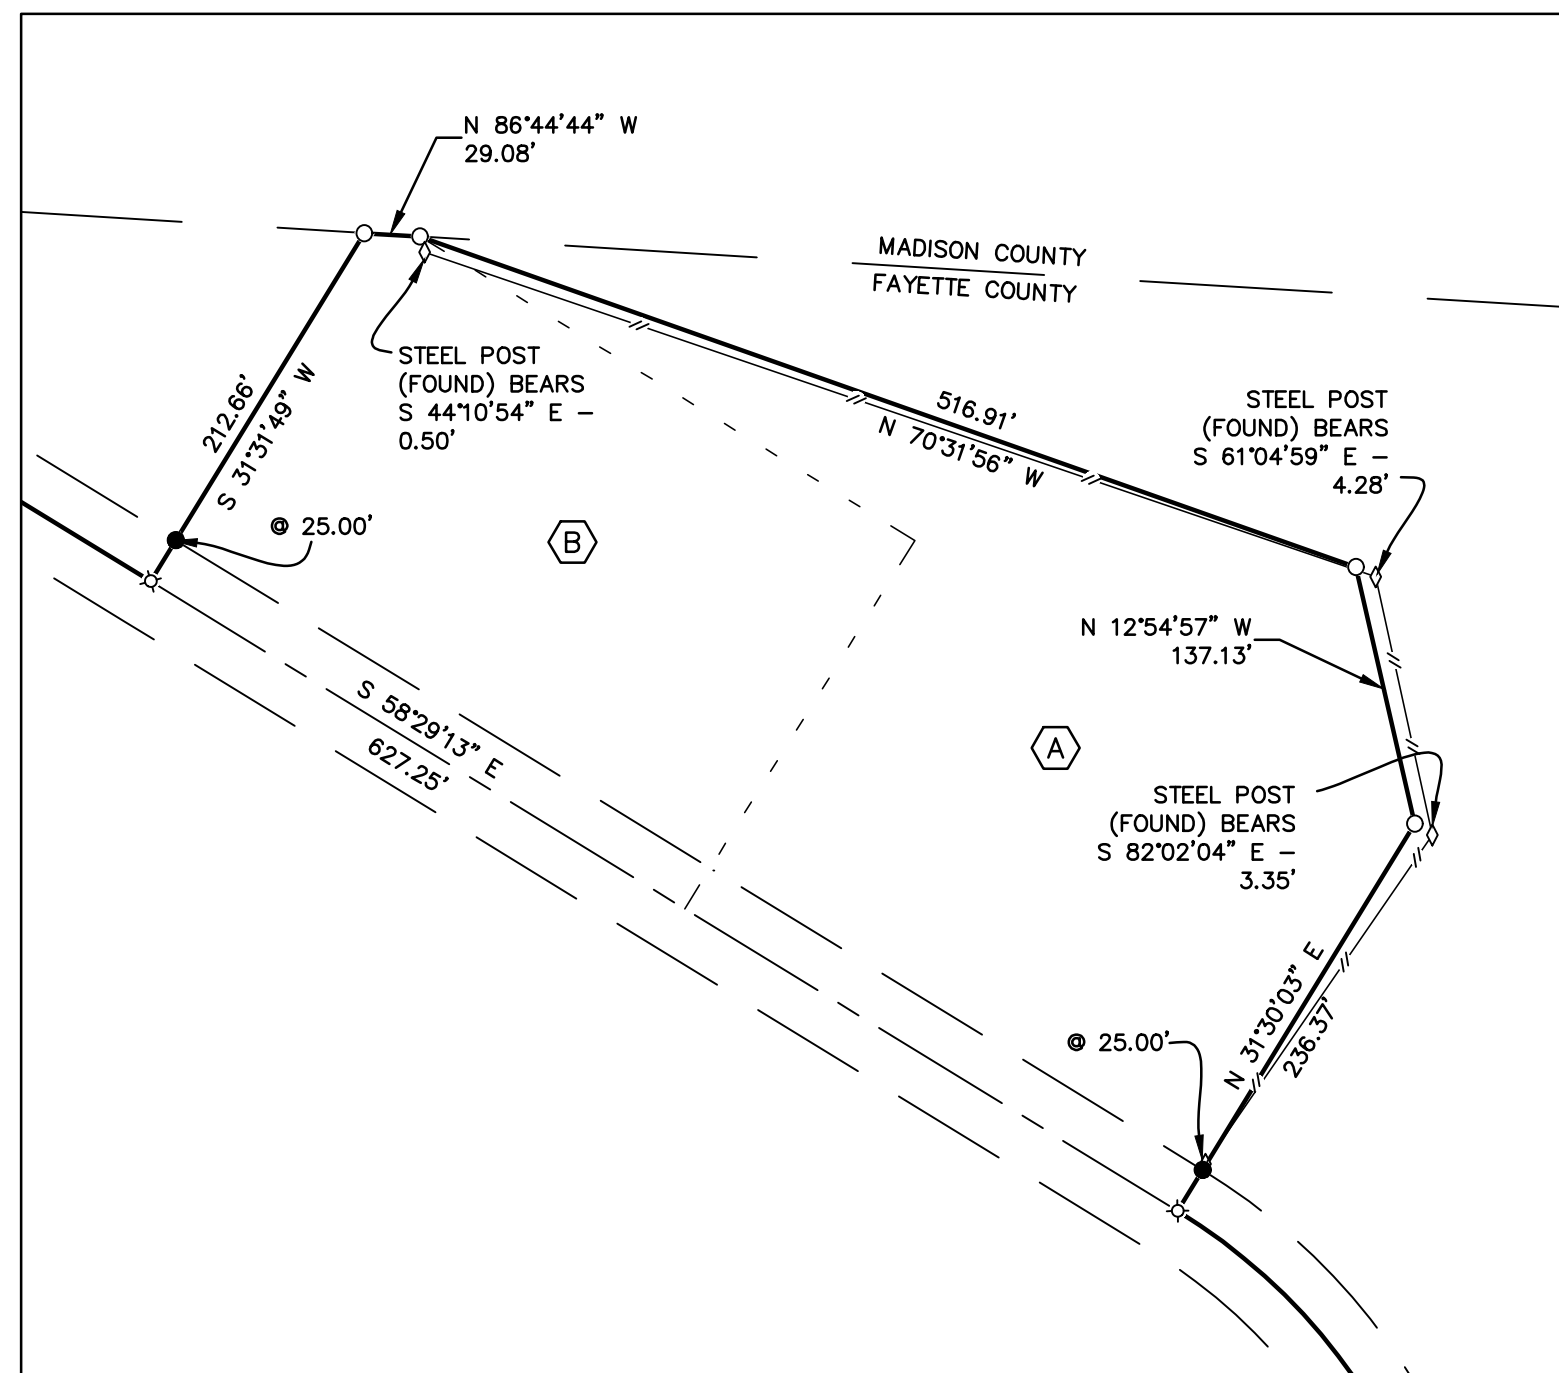 N 86°44'44" W
29.08'
MADISON COUNTY
FAYETTE COUNTY
STEEL POST
(FOUND) BEARS
S 44°10'54" E –
0.50'
212.66'
S 31°31'49" W
@ 25.00'
B
516.91'
N 70°31'56" W
STEEL POST
(FOUND) BEARS
S 61°04'59" E –
4.28'
N 12°54'57" W
137.13'
A
S 58°29'13" E
627.25'
STEEL POST
(FOUND) BEARS
S 82°02'04" E –
3.35'
N 31°30'03" E
236.37'
@ 25.00'